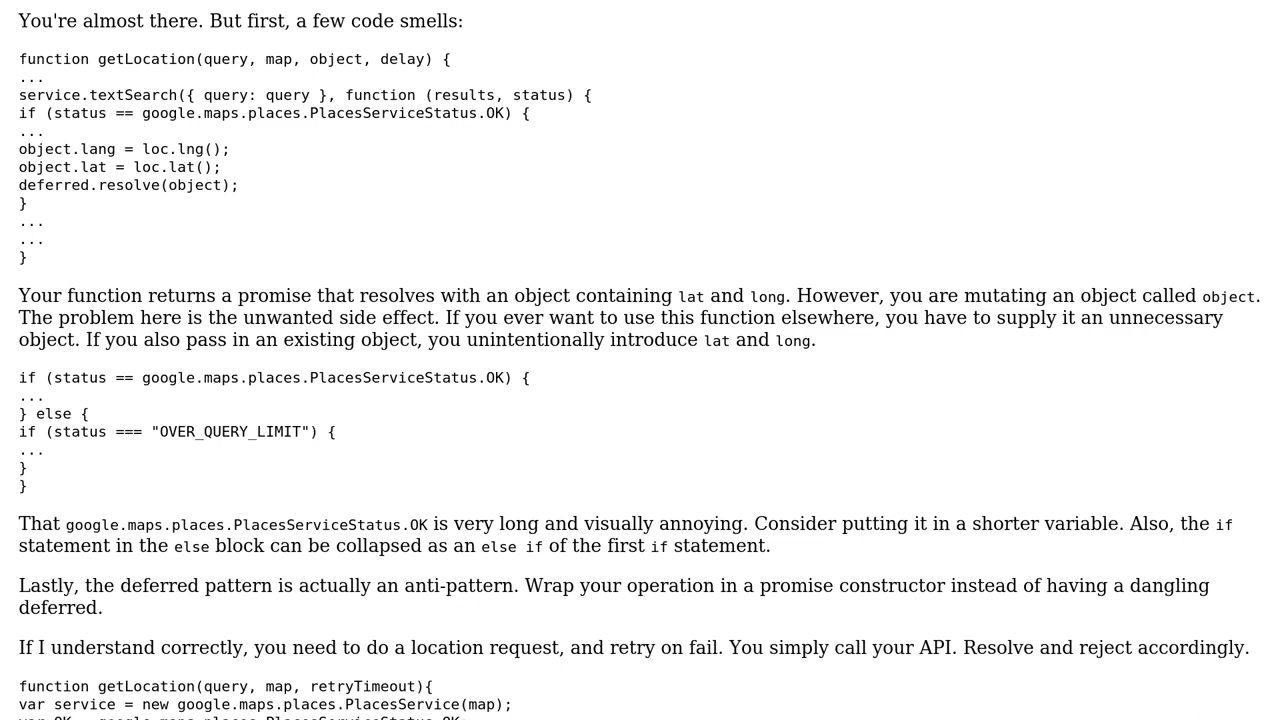 You're almost there. But first, a few code smells:
function getLocation(query, map, object, delay) {
...
service.textSearch({ query: query }, function (results, status) {
if (status == google.maps.places.PlacesServiceStatus.OK) {
...
object.lang = loc.lng();
object.lat = loc.lat();
deferred.resolve(object);
}
...
...
}
Your function returns a promise that resolves with an object containing lat and long. However, you are mutating an object called object.
The problem here is the unwanted side effect. If you ever want to use this function elsewhere, you have to supply it an unnecessary
object. If you also pass in an existing object, you unintentionally introduce lat and long.
if (status == google.maps.places.PlacesServiceStatus.OK) {
...
} else {
if (status === "OVER_QUERY_LIMIT") {
...
}
}
That google.maps.places.PlacesServiceStatus.OK is very long and visually annoying. Consider putting it in a shorter variable. Also, the if
statement in the else block can be collapsed as an else if of the first if statement.
Lastly, the deferred pattern is actually an anti-pattern. Wrap your operation in a promise constructor instead of having a dangling
deferred.
If I understand correctly, you need to do a location request, and retry on fail. You simply call your API. Resolve and reject accordingly.
function getLocation(query, map, retryTimeout){
var service = new google.maps.places.PlacesService(map);